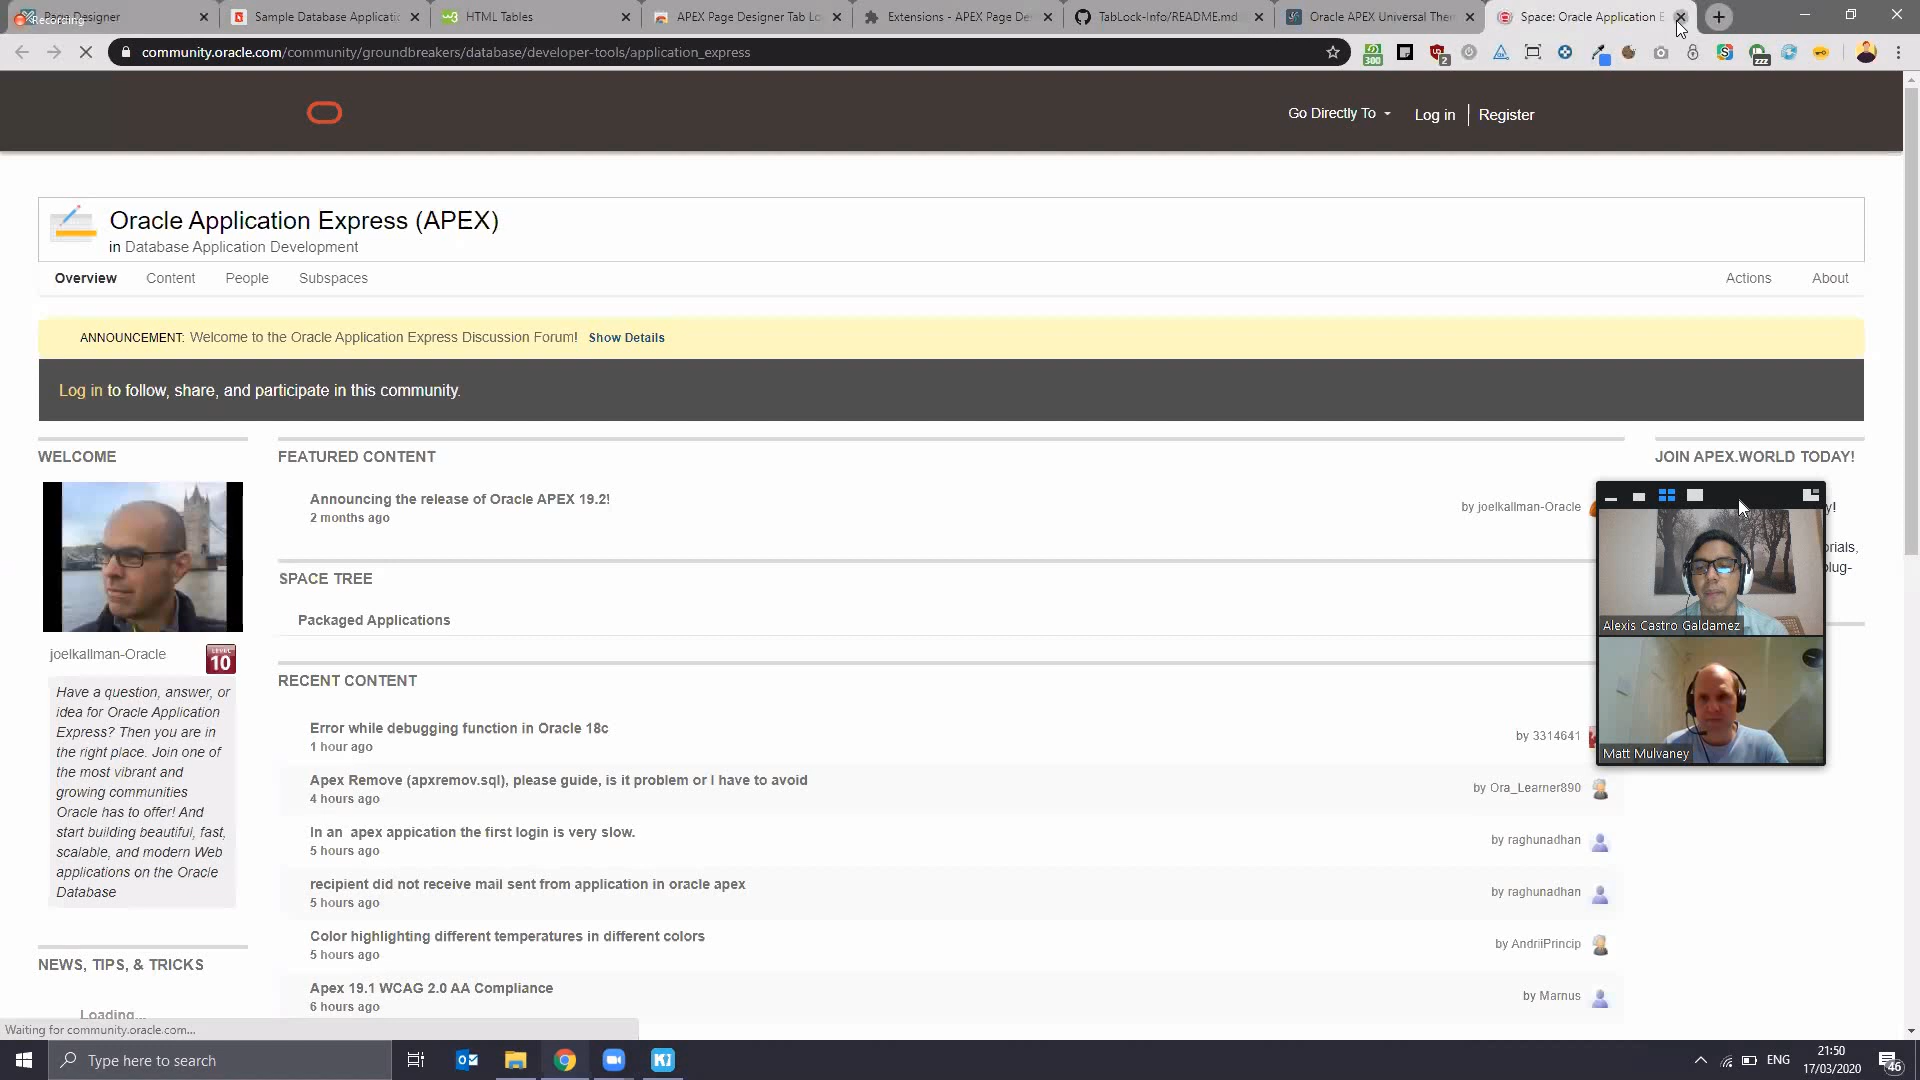 Recording
Page Designer
Sample Database Applicatio
HTML Tables
APEX Page Designer Tab Lo
Extensions - APEX Page De
TabLock-Info/README.md
Oracle APEX Universal Them
Space: Oracle Application E
community.oracle.com/community/groundbreakers/database/developer-tools/application_express
300
2
zzz
Go Directly To
Log in
Register
Oracle Application Express (APEX)
in Database Application Development
Overview
Content
People
Subspaces
Actions
About
ANNOUNCEMENT: Welcome to the Oracle Application Express Discussion Forum! Show Details
Log in to follow, share, and participate in this community.
WELCOME
joelkallman-Oracle
LEVEL
10
Have a question, answer, or
idea for Oracle Application
Express? Then you are in
the right place. Join one of
the most vibrant and
growing communities
Oracle has to offer! And
start building beautiful, fast,
scalable, and modern Web
applications on the Oracle
Database
NEWS, TIPS, & TRICKS
Loading...
FEATURED CONTENT
Announcing the release of Oracle APEX 19.2!
2 months ago
by joelkallman-Oracle
SPACE TREE
Packaged Applications
RECENT CONTENT
Error while debugging function in Oracle 18c
1 hour ago
by 3314641
Apex Remove (apxremov.sql), please guide, is it problem or I have to avoid
4 hours ago
by Ora_Learner890
In an apex appication the first login is very slow.
5 hours ago
by raghunadhan
recipient did not receive mail sent from application in oracle apex
5 hours ago
by raghunadhan
Color highlighting different temperatures in different colors
5 hours ago
by AndriiPrincip
Apex 19.1 WCAG 2.0 AA Compliance
6 hours ago
by Marnus
JOIN APEX.WORLD TODAY!
y!
orials,
plug-
Alexis Castro Galdamez
Matt Mulvaney
Waiting for community.oracle.com...
Type here to search
K
ENG
21:50
17/03/2020
46